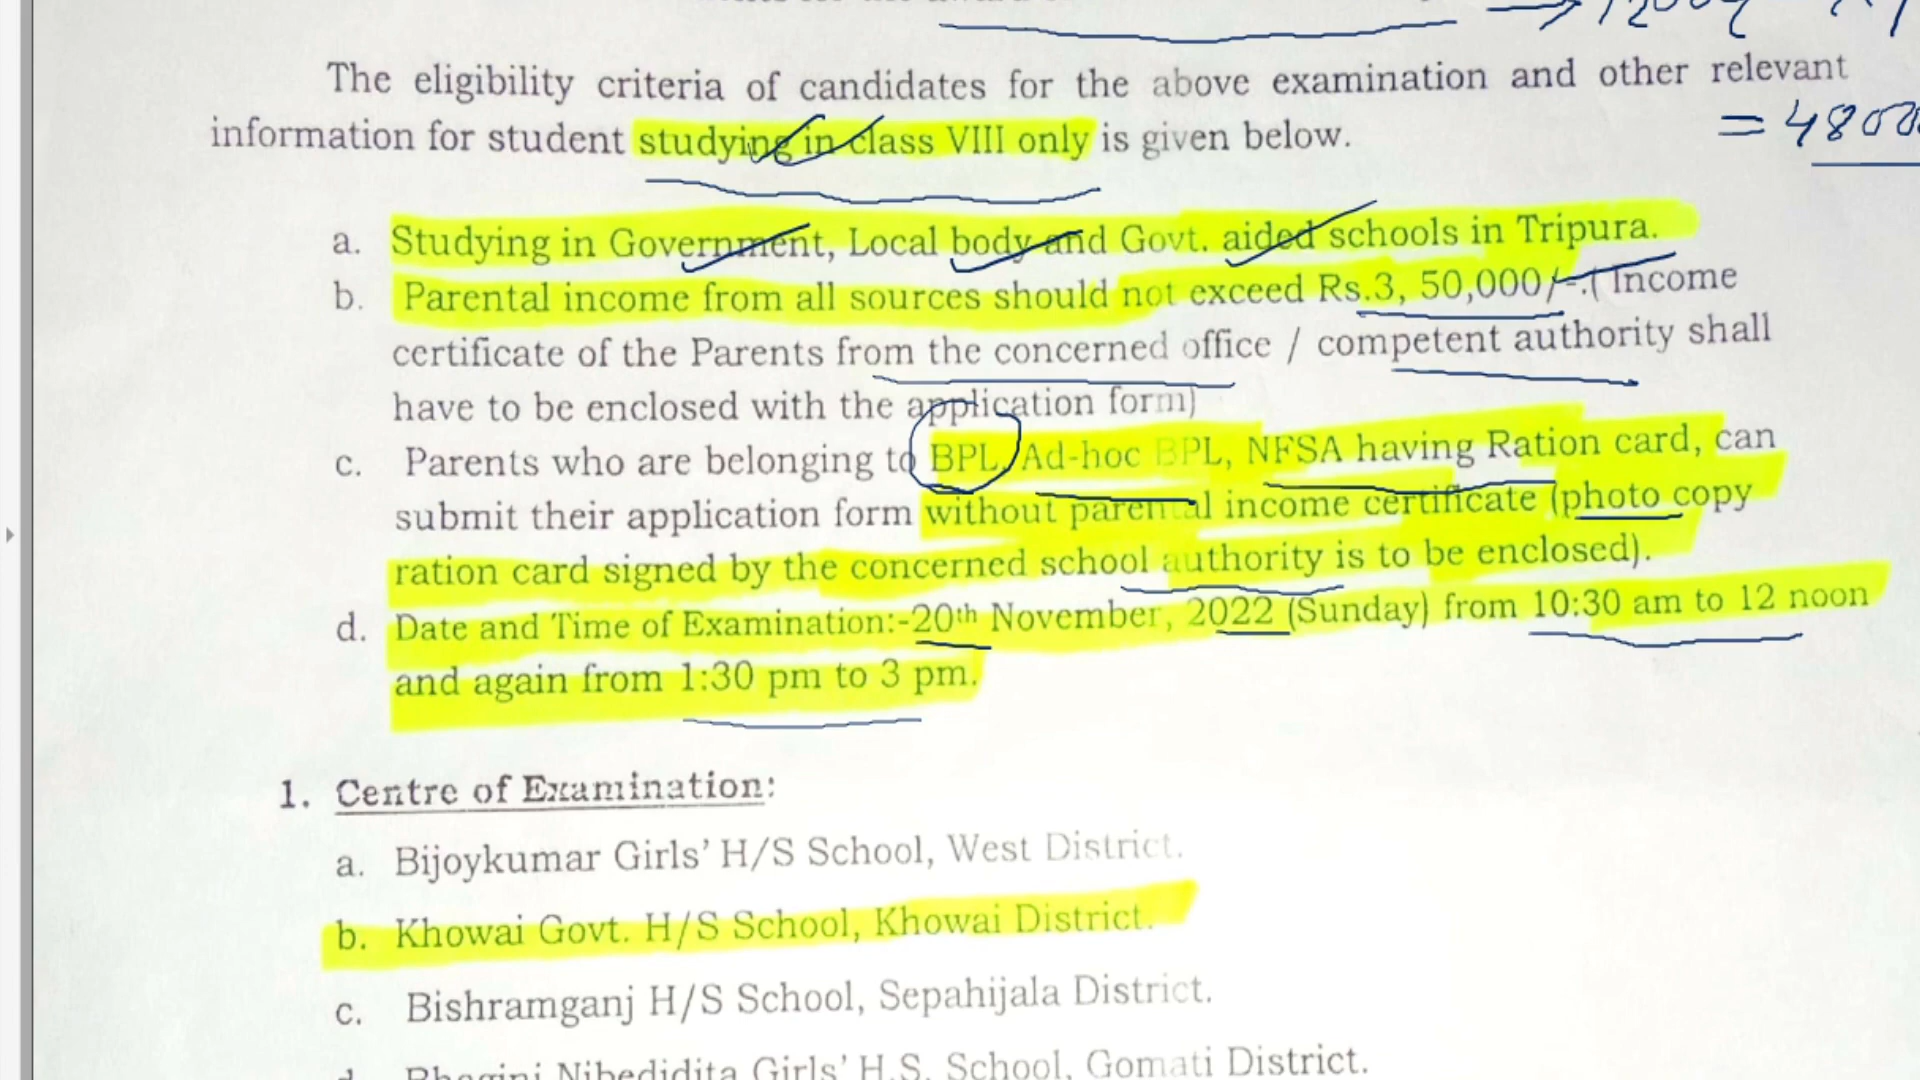 = 4800
The eligibility criteria of candidates for the above examination and other relevant
information for student studying in class VIII only is given below.
a. Studying in Government, Local body and Govt. aided schools in Tripura.
b. Parental income from all sources should not exceed Rs.3, 50,000/-.( Income
certificate of the Parents from the concerned office / competent authority shall
have to be enclosed with the application form)
c. Parents who are belonging to BPL, Ad-hoc BPL, NFSA having Ration card, can
submit their application form without parental income certificate (photo copy
ration card signed by the concerned school authority is to be enclosed).
d. Date and Time of Examination:-20th November, 2022 (Sunday) from 10:30 am to 12 noon
and again from 1:30 pm to 3 pm.
1. Centre of Examination:
a. Bijoykumar Girls' H/S School, West District.
b. Khowai Govt. H/S School, Khowai District.
c. Bishramganj H/S School, Sepahijala District.
d. Bhagini Nibedidita Girls' H.S. School, Gomati District.